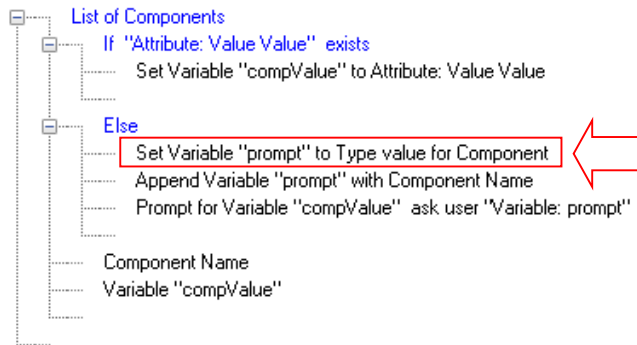 List of Components
If "Attribute: Value Value" exists
Set Variable "compValue" to Attribute: Value Value
Else
Set Variable "prompt" to Type value for Component
Append Variable "prompt" with Component Name
Prompt for Variable "compValue" ask user "Variable: prompt"
Component Name
Variable "compValue"